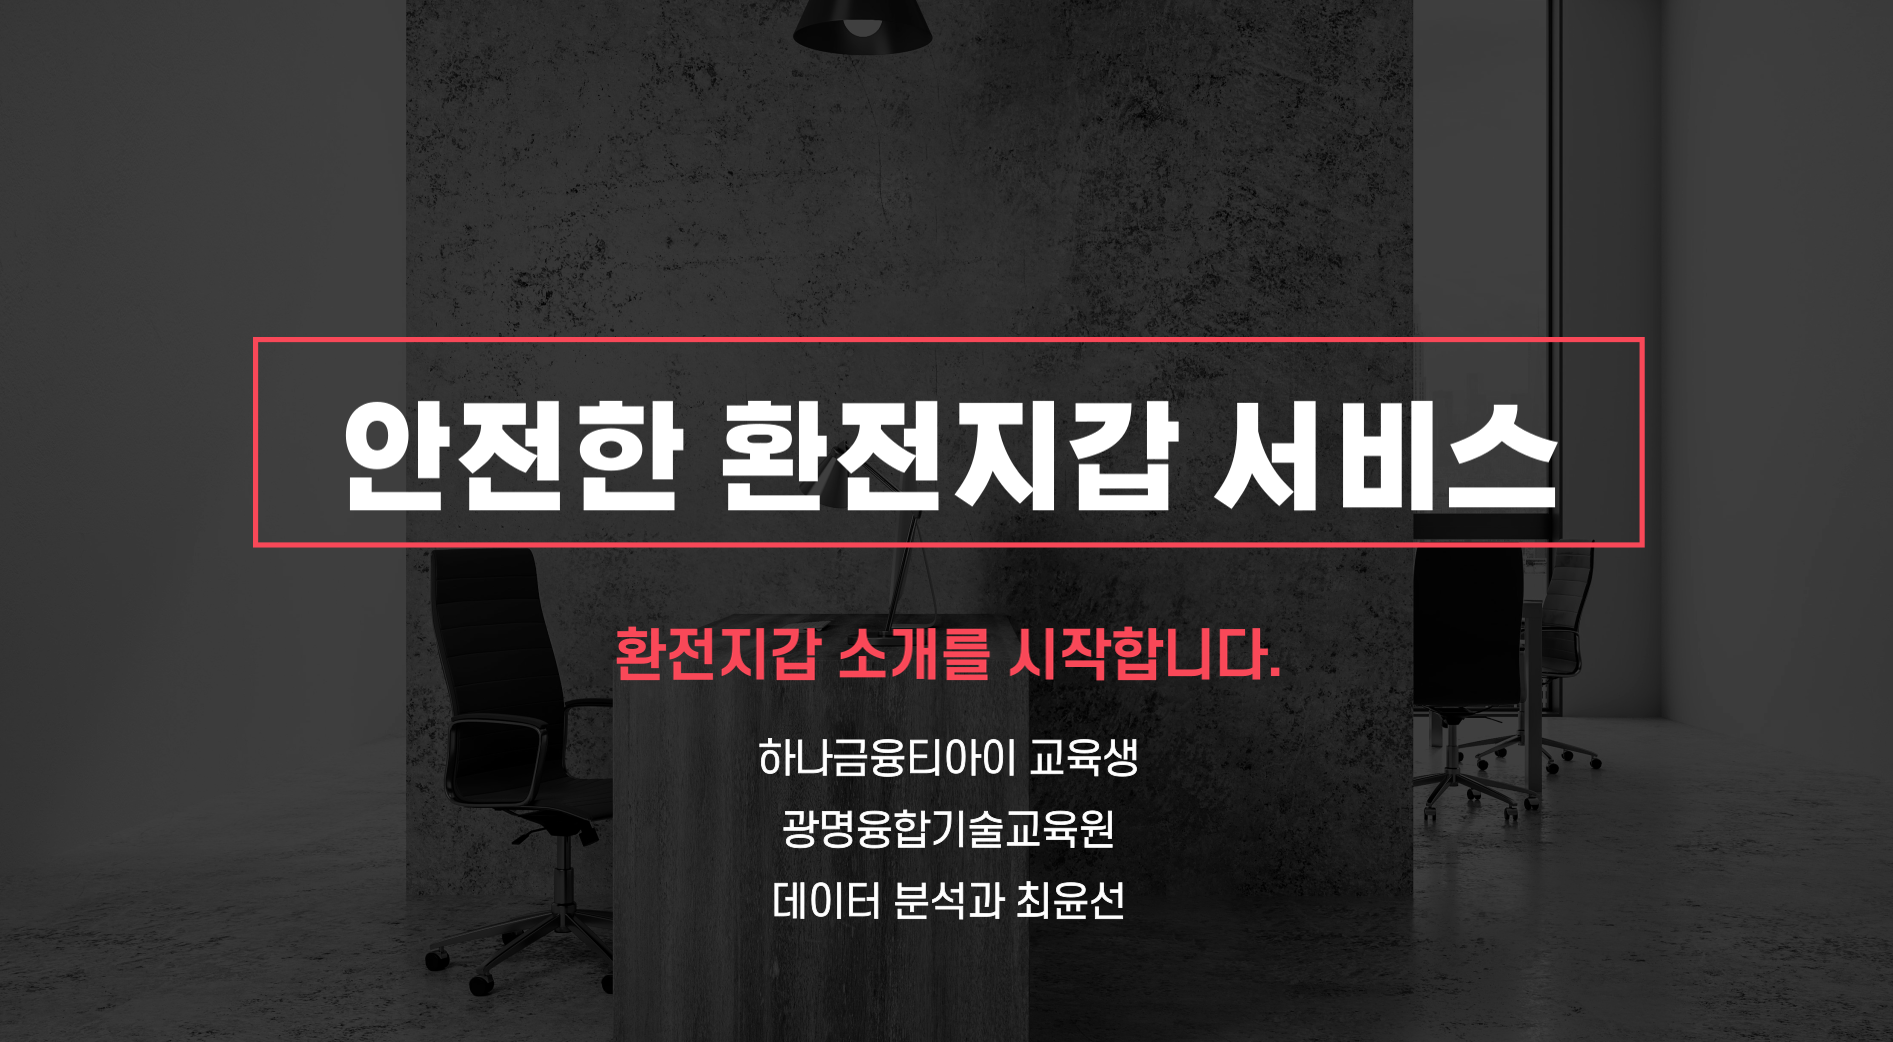 안전한 환전지갑 서비스
환전지갑 소개를 시작합니다.
하나금융티아이 교육생
광명융합기술교육원
데이터 분석과 최윤선